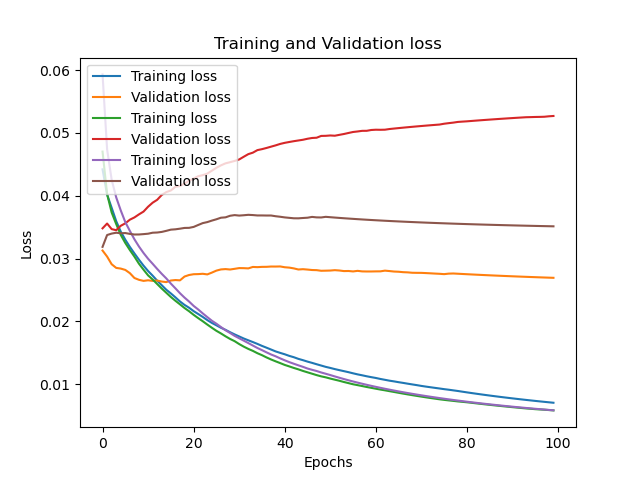 Training and Validation loss
Training loss
Validation loss
Training loss
Validation loss
Training loss
Validation loss
Loss
0.06
0.05
0.04
0.03
0.02
0.01
0
20
40
60
80
100
Epochs